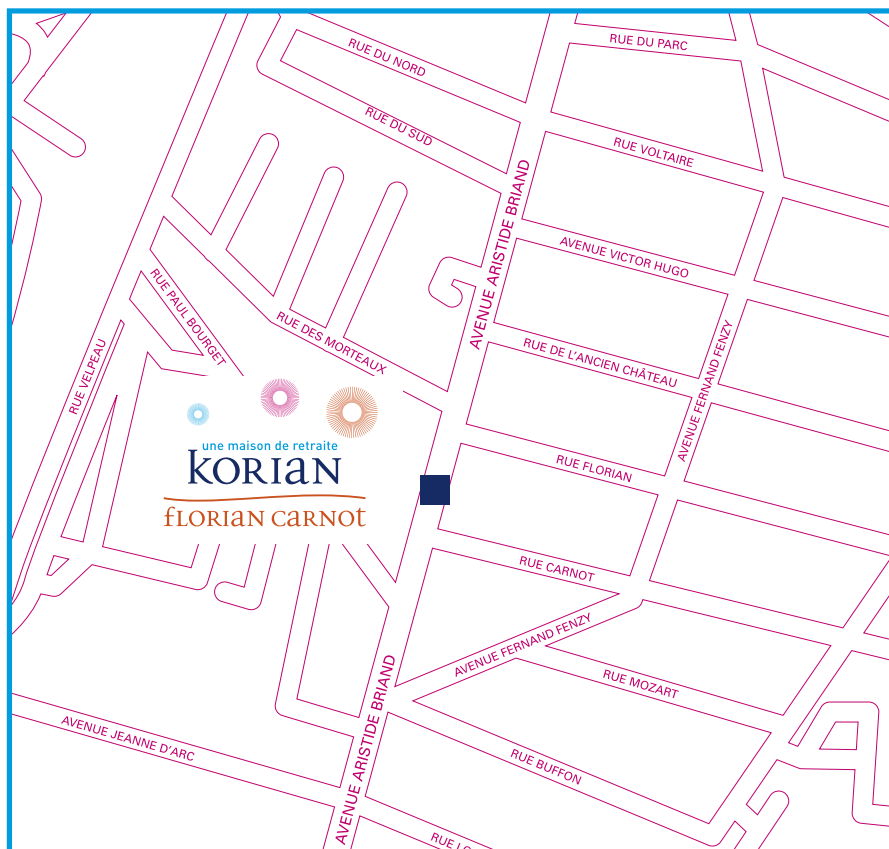 RUE DU NORD
RUE DU PARC
RUE DU SUD
RUE VOLTAIRE
AVENUE ARISTIDE BRIAND
AVENUE VICTOR HUGO
RUE PAUL BOURGET
RUE DES MORTEAUX
RUE DE L'ANCIEN CHÂTEAU
AVENUE FERNAND FENZY
RUE VELPEAU
une maison de retraite
KORIAN
FLORIAN CARNOT
RUE FLORIAN
RUE CARNOT
AVENUE FERNAND FENZY
RUE MOZART
AVENUE ARISTIDE BRIAND
AVENUE JEANNE D'ARC
RUE BUFFON
RUE